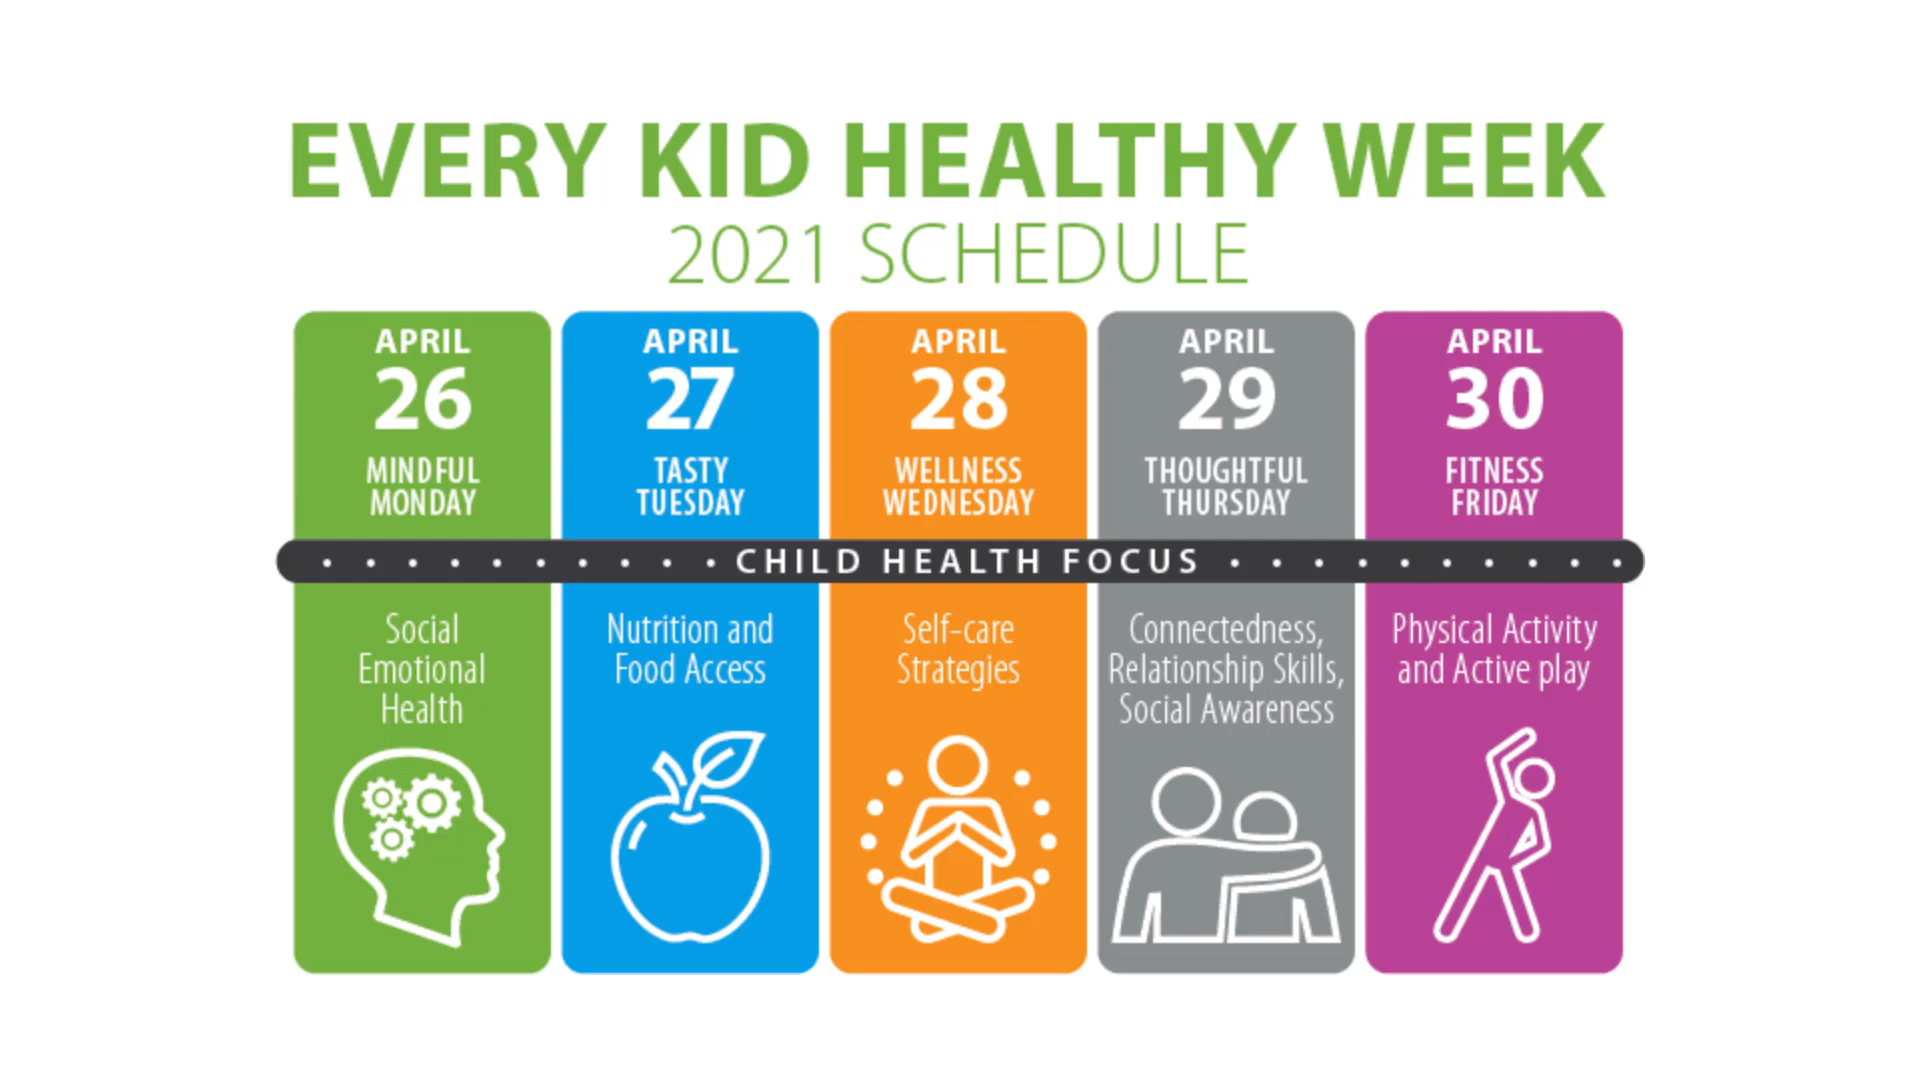 EVERY KID HEALTHY WEEK
2021 SCHEDULE
APRIL
26
MINDFUL
MONDAY
APRIL
27
TASTY
TUESDAY
APRIL
28
WELLNESS
WEDNESDAY
APRIL
29
THOUGHTFUL
THURSDAY
APRIL
30
FITNESS
FRIDAY
CHILD HEALTH FOCUS
Social
Emotional
Health
Nutrition and
Food Access
Self-care
Strategies
Connectedness,
Relationship Skills,
Social Awareness
Physical Activity
and Active play